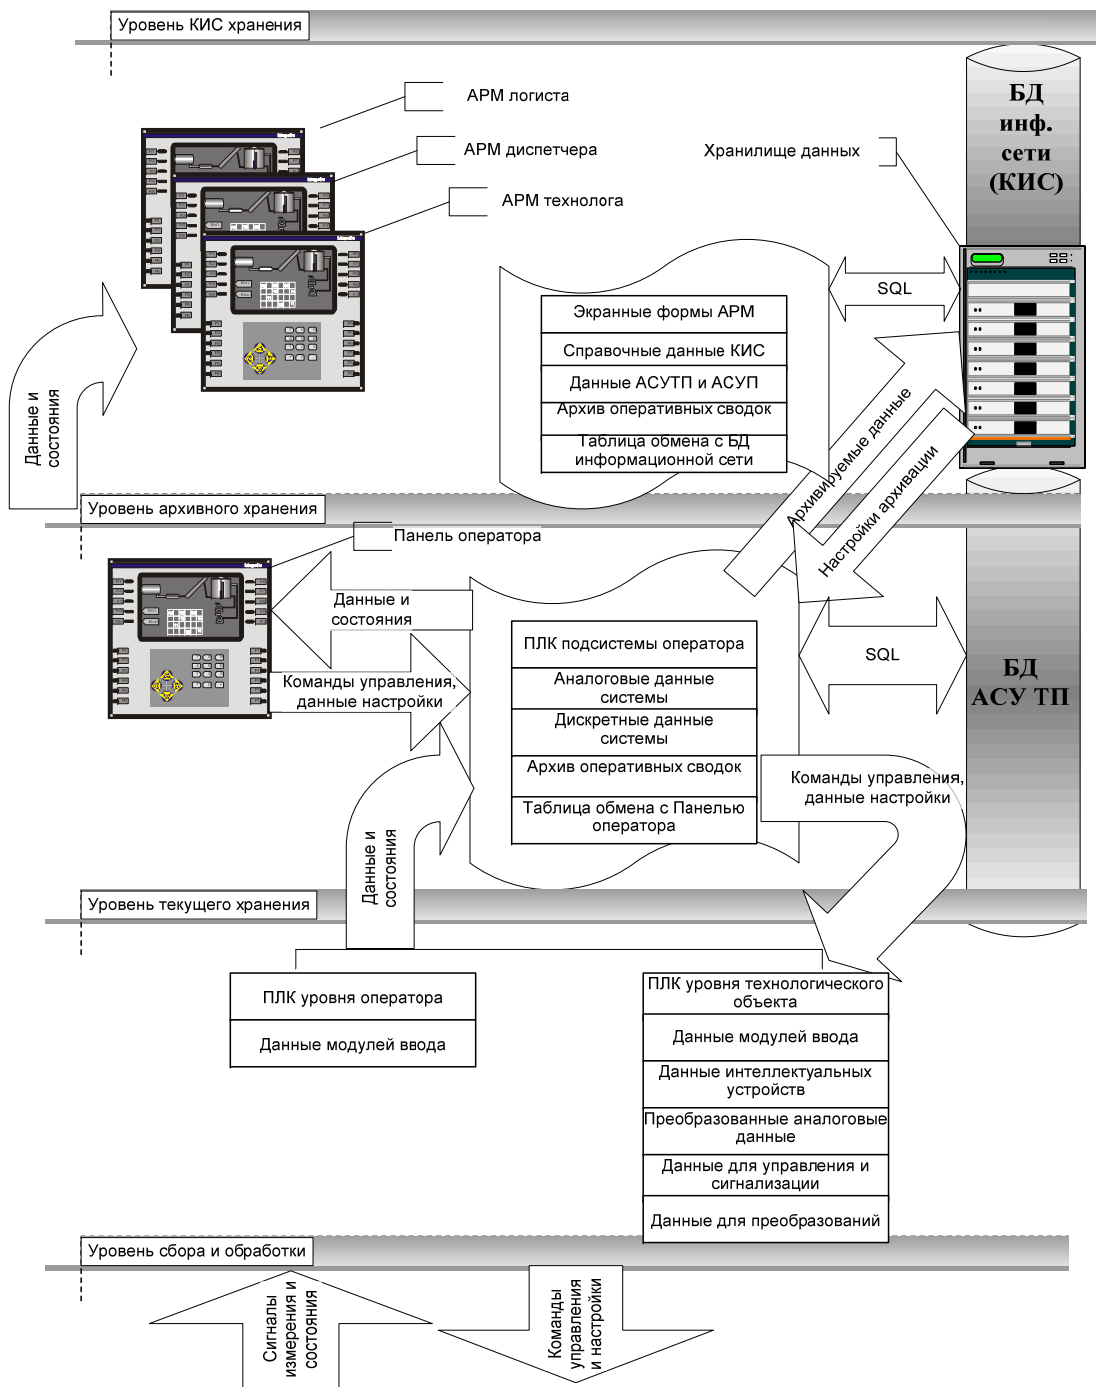 Уровень КИС хранения
АРМ логиста
АРМ диспетчера
АРМ технолога
Хранилище данных
БД
инф.
сети
(КИС)
SQL
Экранные формы АРМ
Справочные данные КИС
Данные АСУТП и АСУП
Архив оперативных сводок
Таблица обмена с БД
информационной сети
Данные и
состояния
Архивируемые данные
Настройки архивации
Уровень архивного хранения
Панель оператора
Данные и
состояния
Команды управления,
данные настройки
ПЛК подсистемы оператора
Аналоговые данные
системы
Дискретные данные
системы
Архив оперативных сводок
Таблица обмена с Панелью
оператора
SQL
БД
АСУ ТП
Команды управления,
данные настройки
Данные и
состояния
Уровень текущего хранения
ПЛК уровня оператора
Данные модулей ввода
ПЛК уровня технологического
объекта
Данные модулей ввода
Данные интеллектуальных
устройств
Преобразованные аналоговые
данные
Данные для управления и
сигнализации
Данные для преобразований
Уровень сбора и обработки
Сигналы
измерения и
состояния
Команды
управления
и настройки